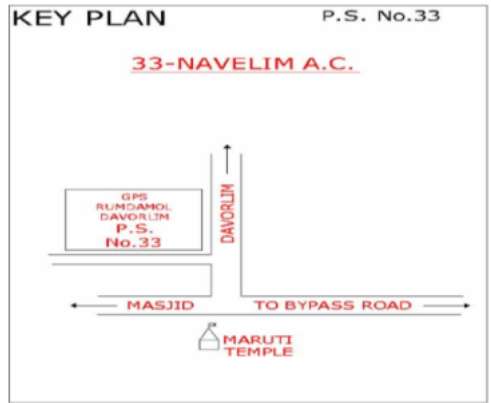 KEY PLAN
P.S. No.33
33-NAVELIM A.C.
GPS
RUMDAMOL
DAVORLIM
P.S.
No.33
DAVORLIM
MASJID
TO BYPASS ROAD
MARUTI
TEMPLE